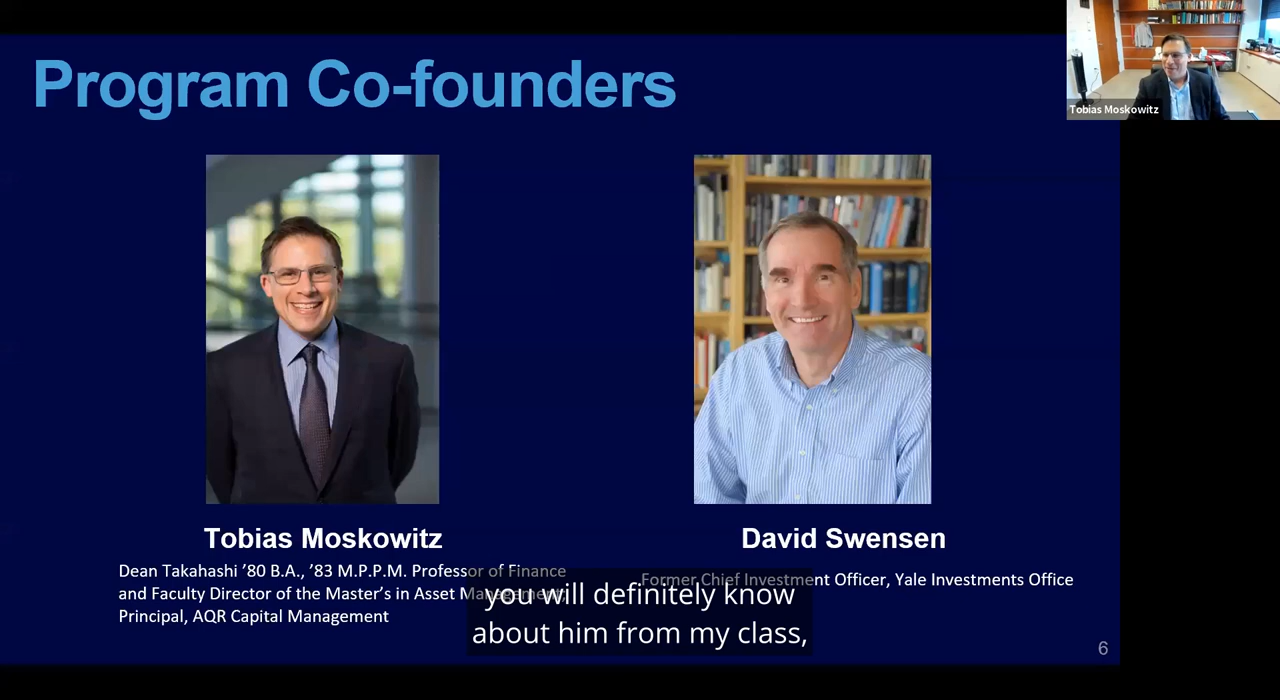 Program Co-founders
Tobias Moskowitz
Tobias Moskowitz
Dean Takahashi ’80 B.A., ’83 M.P.P.M. Professor of Finance
and Faculty Director of the Master’s in Asset Management;
Principal, AQR Capital Management
David Swensen
Former Chief Investment Officer, Yale Investments Office
you will definitely know
about him from my class,
6